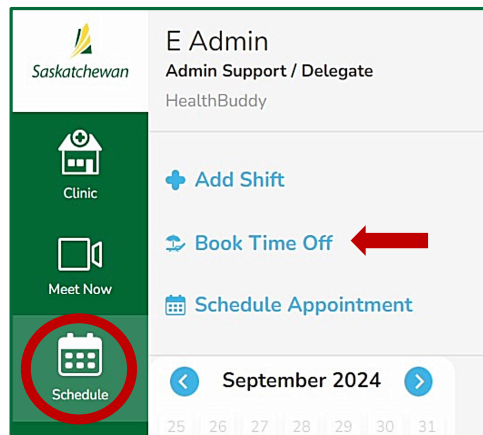 Saskatchewan
Clinic
Meet Now
Schedule
E Admin
Admin Support / Delegate
HealthBuddy
Add Shift
Book Time Off
Schedule Appointment
September 2024
25 26 27 28 29 30 31